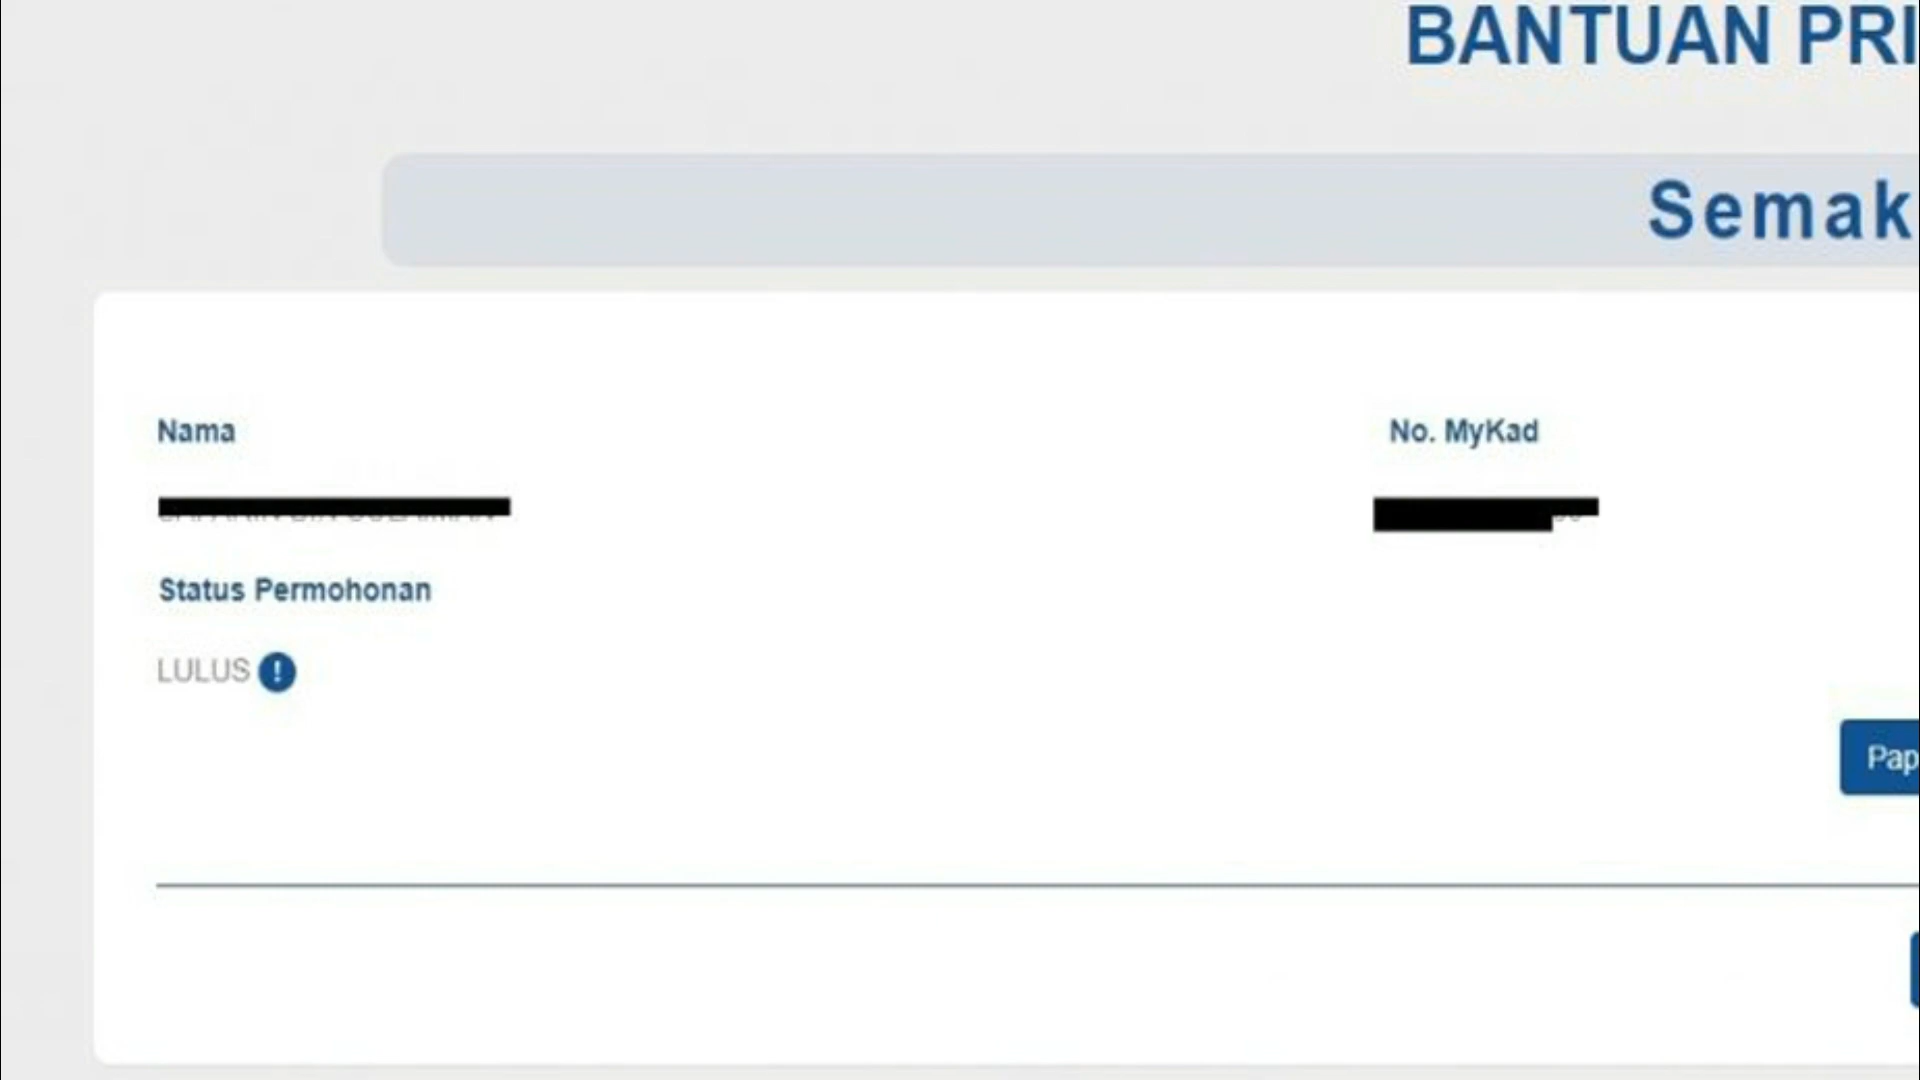 BANTUAN PRI
Semak
Nama
No. MyKad
Status Permohonan
LULUS !
Pap